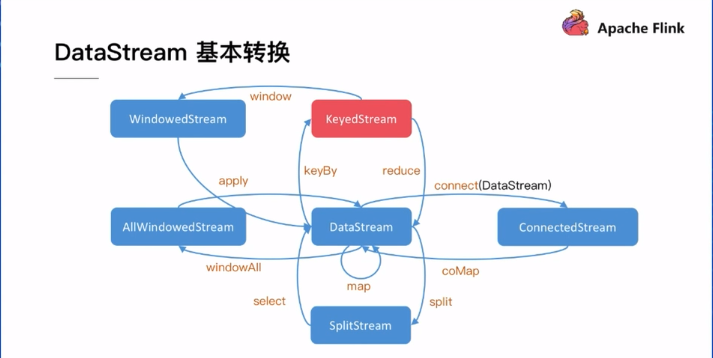 Apache Flink
DataStream 基本转换
window
WindowedStream
KeyedStream
apply
keyBy
reduce
connect(DataStream)
AllWindowedStream
DataStream
ConnectedStream
windowAll
coMap
map
select
split
SplitStream